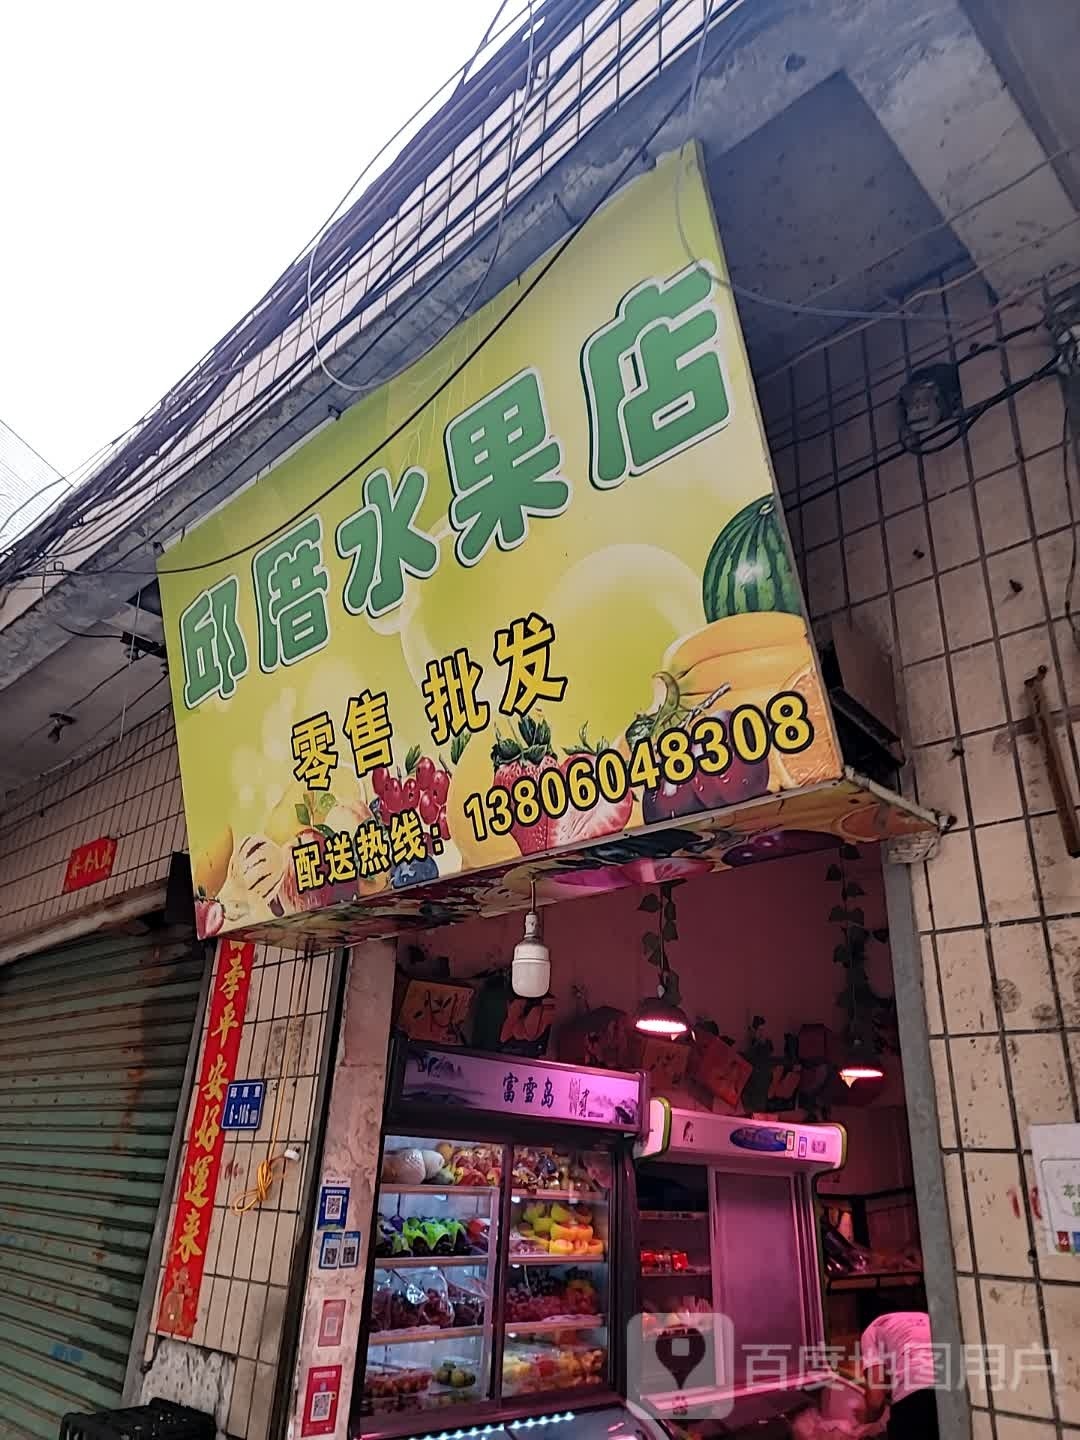 邱厝水果店
零售 批发
配送热线：13806048308
季平安好運来
富雪岛
百度地图用户